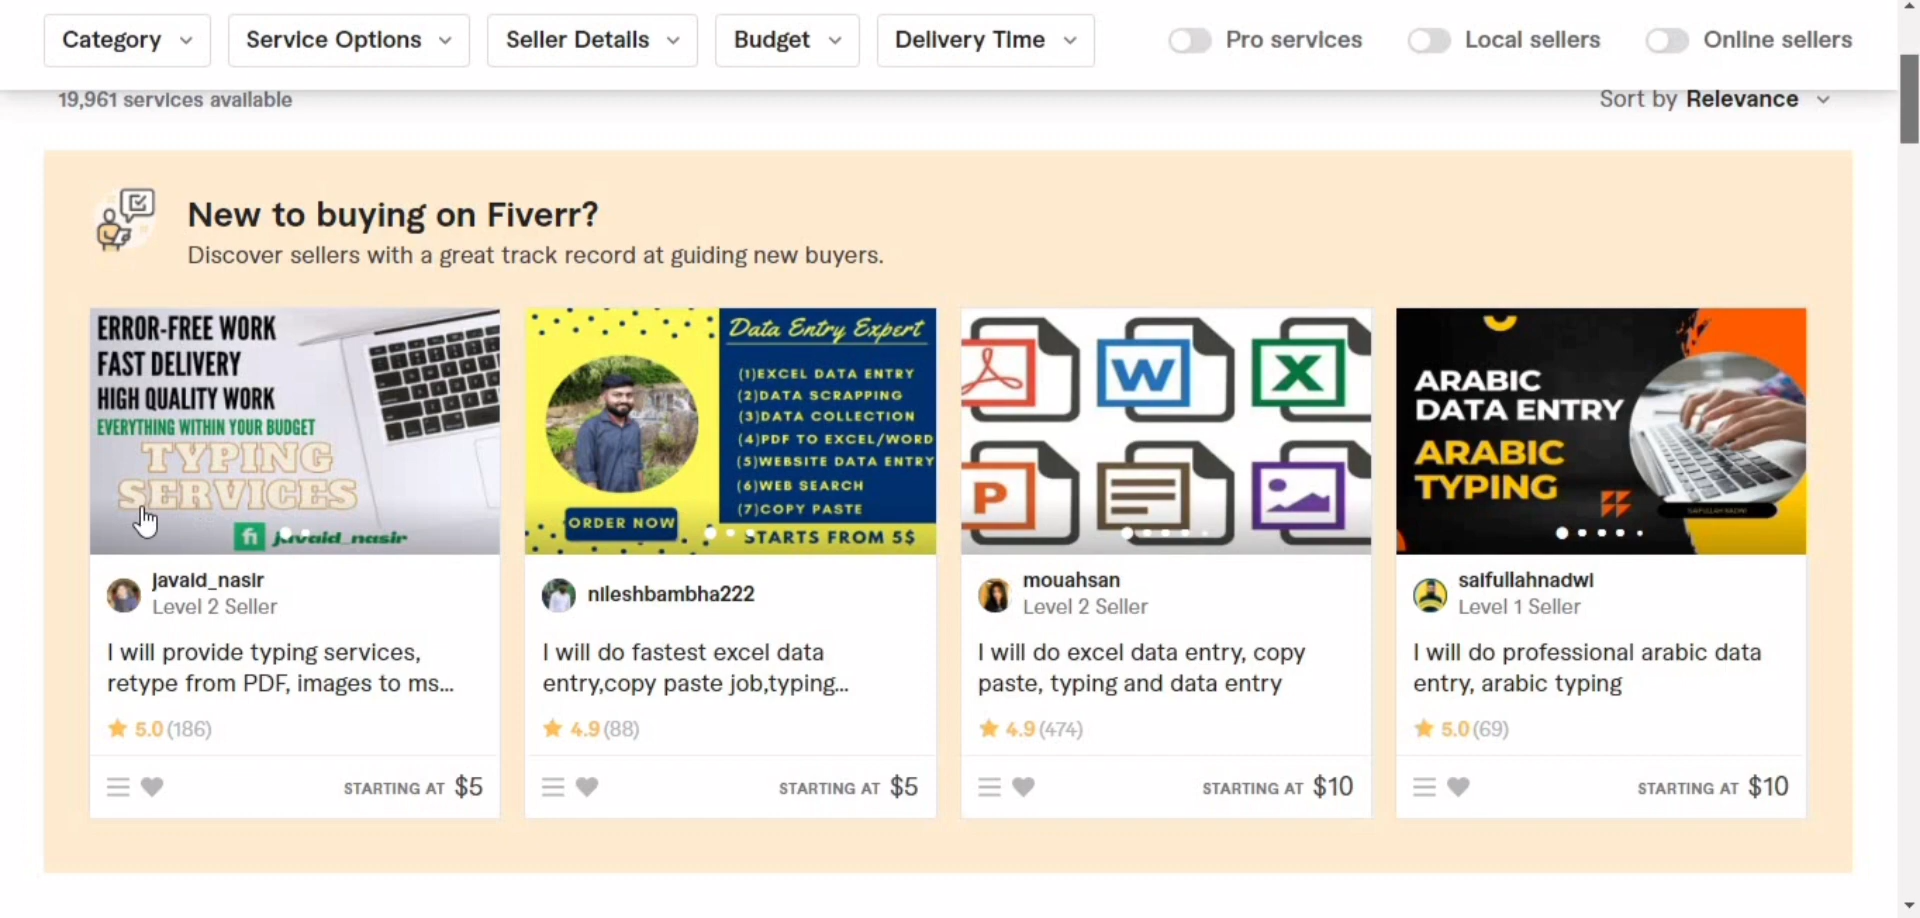 Category
Service Options
Seller Details
Budget
Delivery Time
Pro services
Local sellers
Online sellers
19,961 services available
Sort by Relevance
New to buying on Fiverr?
Discover sellers with a great track record at guiding new buyers.
ERROR-FREE WORK
FAST DELIVERY
HIGH QUALITY WORK
EVERYTHING WITHIN YOUR BUDGET
TYPING
SERVICES
fi javaid_nasir
javaid_nasir
Level 2 Seller
I will provide typing services,
retype from PDF, images to ms...
5.0 (186)
STARTING AT $5
Data Entry Expert
(1)EXCEL DATA ENTRY
(2)DATA SCRAPPING
(3)DATA COLLECTION
(4)PDF TO EXCEL/WORD
(5)WEBSITE DATA ENTRY
(6)WEB SEARCH
(7)COPY PASTE
ORDER NOW
STARTS FROM 5$
nileshbambha222
I will do fastest excel data
entry,copy paste job,typing...
4.9 (88)
STARTING AT $5
W
X
P
mouahsan
Level 2 Seller
I will do excel data entry, copy
paste, typing and data entry
4.9 (474)
STARTING AT $10
ARABIC
DATA ENTRY
ARABIC
TYPING
SAIFULLAH NADWI
saifullahnadwi
Level 1 Seller
I will do professional arabic data
entry, arabic typing
5.0 (69)
STARTING AT $10